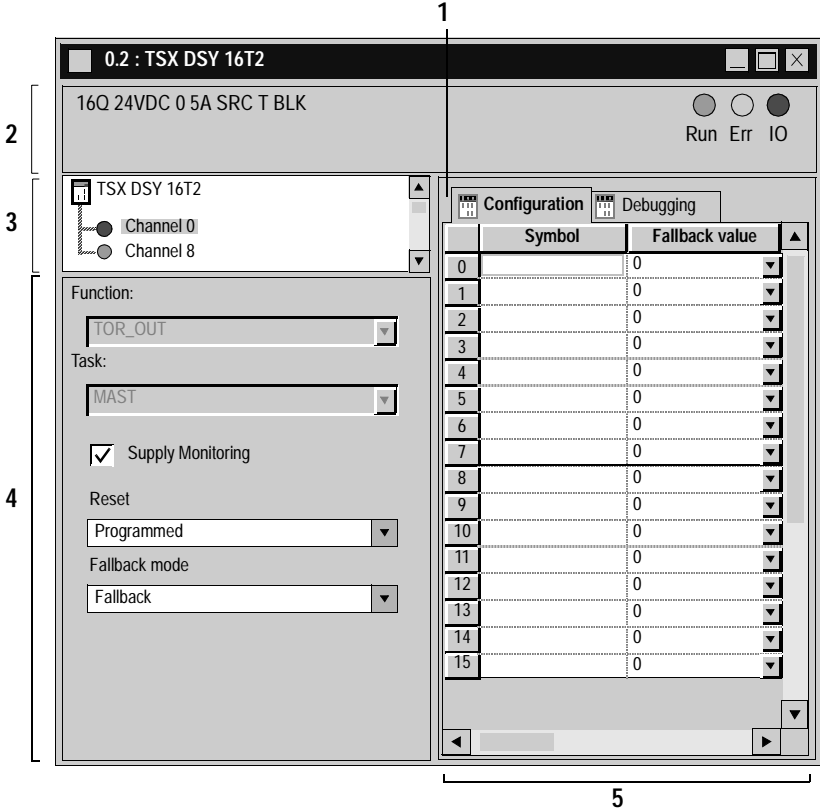 1
0.2 : TSX DSY 16T2
16Q 24VDC 0 5A SRC T BLK
Run Err IO
2
TSX DSY 16T2
Channel 0
Channel 8
3
Function:
TOR_OUT
Task:
MAST
Supply Monitoring
Reset
Programmed
Fallback mode
Fallback
4
Configuration Debugging
Symbol Fallback value
0 0
1 0
2 0
3 0
4 0
5 0
6 0
7 0
8 0
9 0
10 0
11 0
12 0
13 0
14 0
15 0
5